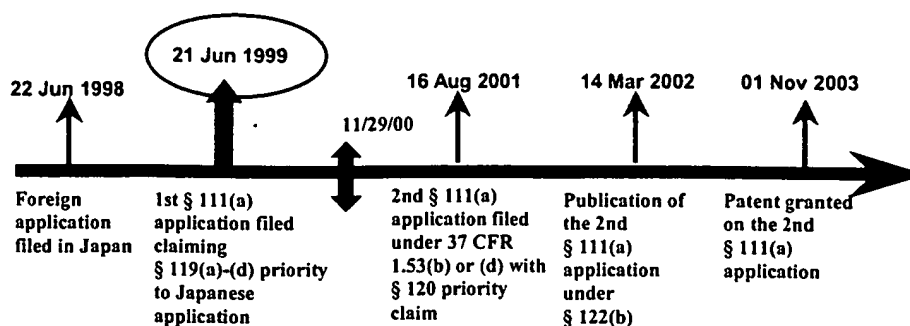 22 Jun 1998
21 Jun 1999
11/29/00
16 Aug 2001
14 Mar 2002
01 Nov 2003
Foreign
application
filed in Japan
1st § 111(a)
application filed
claiming
§ 119(a)-(d) priority
to Japanese
application
2nd § 111(a)
application filed
under 37 CFR
1.53(b) or (d) with
§ 120 priority
claim
Publication of
the 2nd
§ 111(a)
application
under
§ 122(b)
Patent granted
on the 2nd
§ 111(a)
application